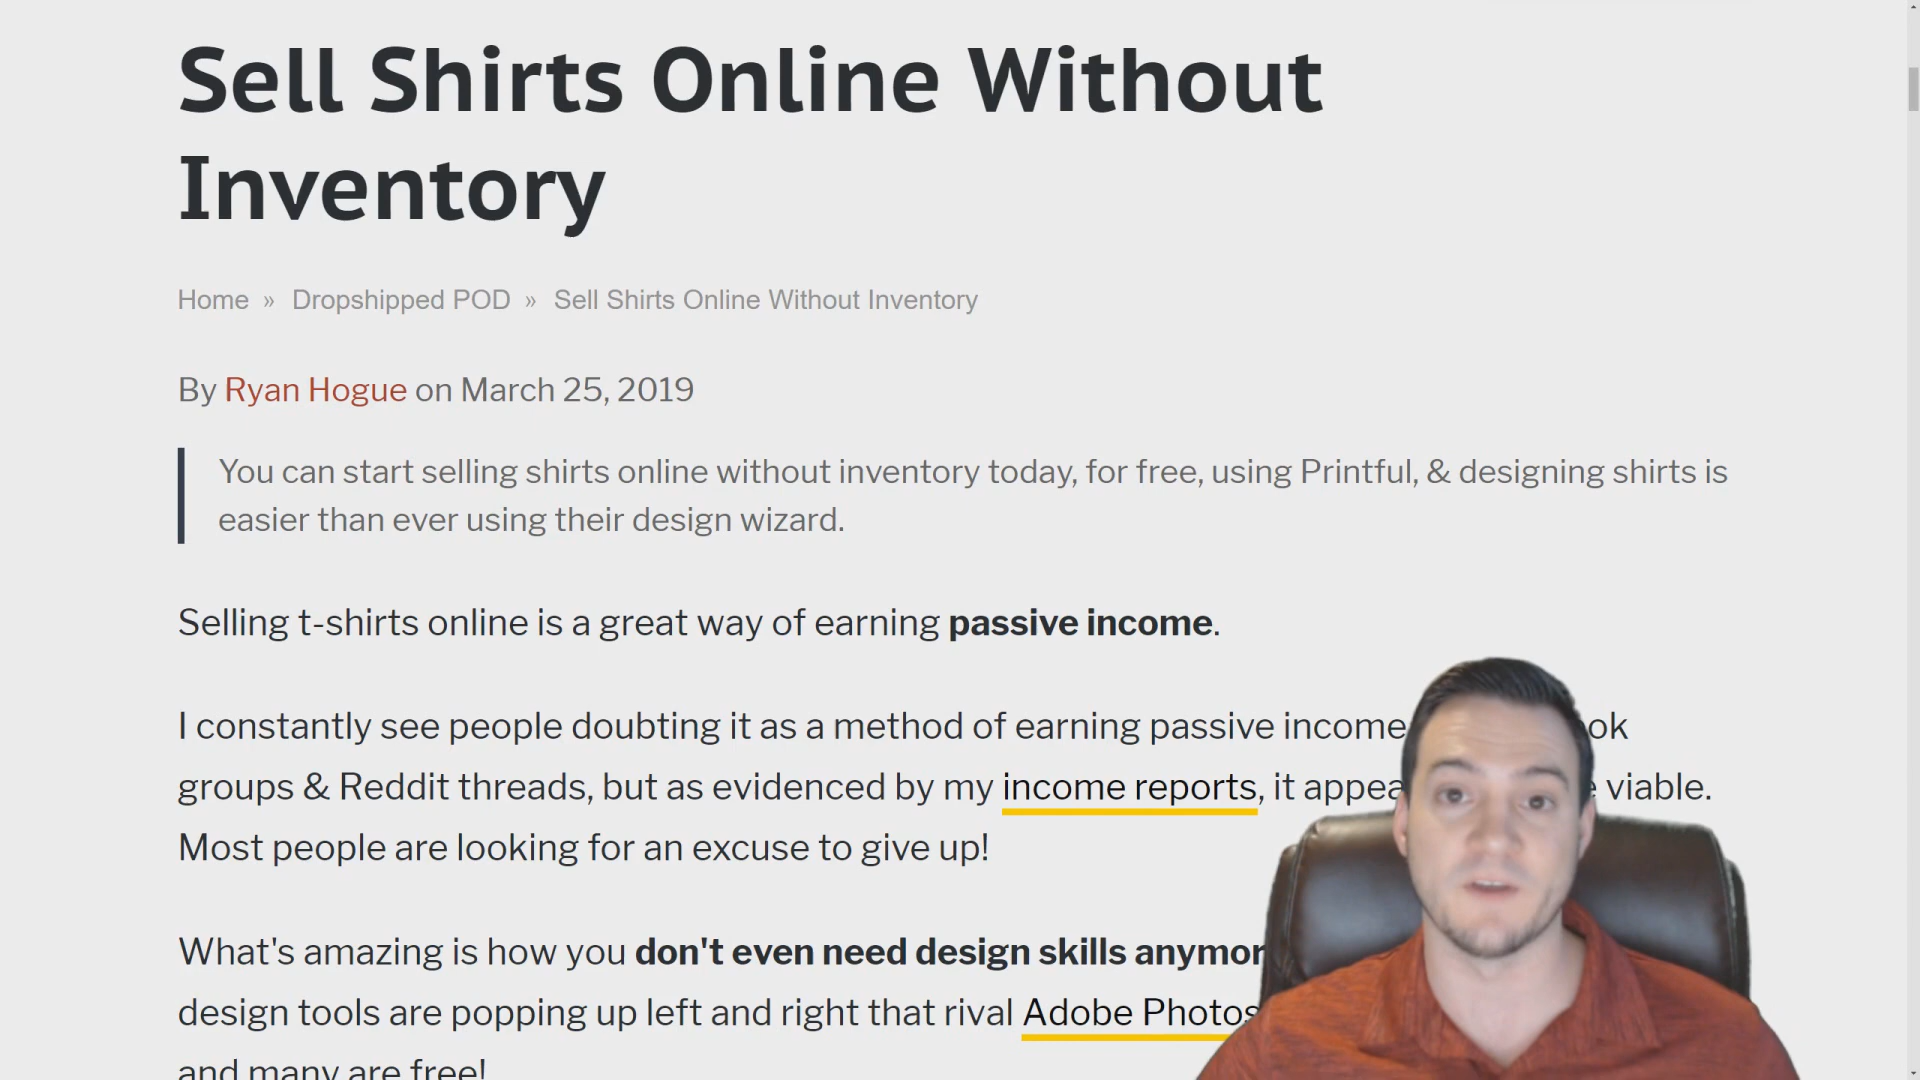 Sell Shirts Online Without
Inventory
Home » Dropshipped POD » Sell Shirts Online Without Inventory
By Ryan Hogue on March 25, 2019
You can start selling shirts online without inventory today, for free, using Printful, & designing shirts is
easier than ever using their design wizard.
Selling t-shirts online is a great way of earning passive income.
I constantly see people doubting it as a method of earning passive income ok
groups & Reddit threads, but as evidenced by my income reports, it appea viable.
Most people are looking for an excuse to give up!
What's amazing is how you don't even need design skills anymor
design tools are popping up left and right that rival Adobe Photos
and many are free!